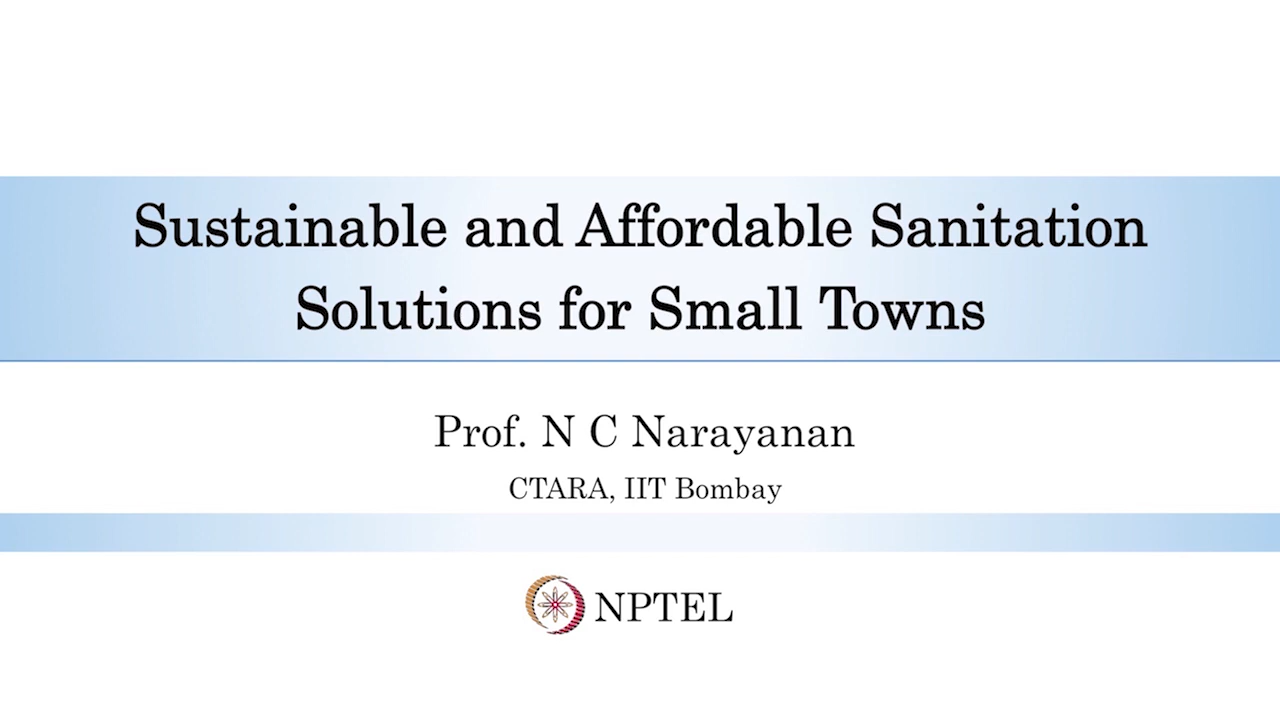 Sustainable and Affordable Sanitation
Solutions for Small Towns
Prof. N C Narayanan
CTARA, IIT Bombay
NPTEL